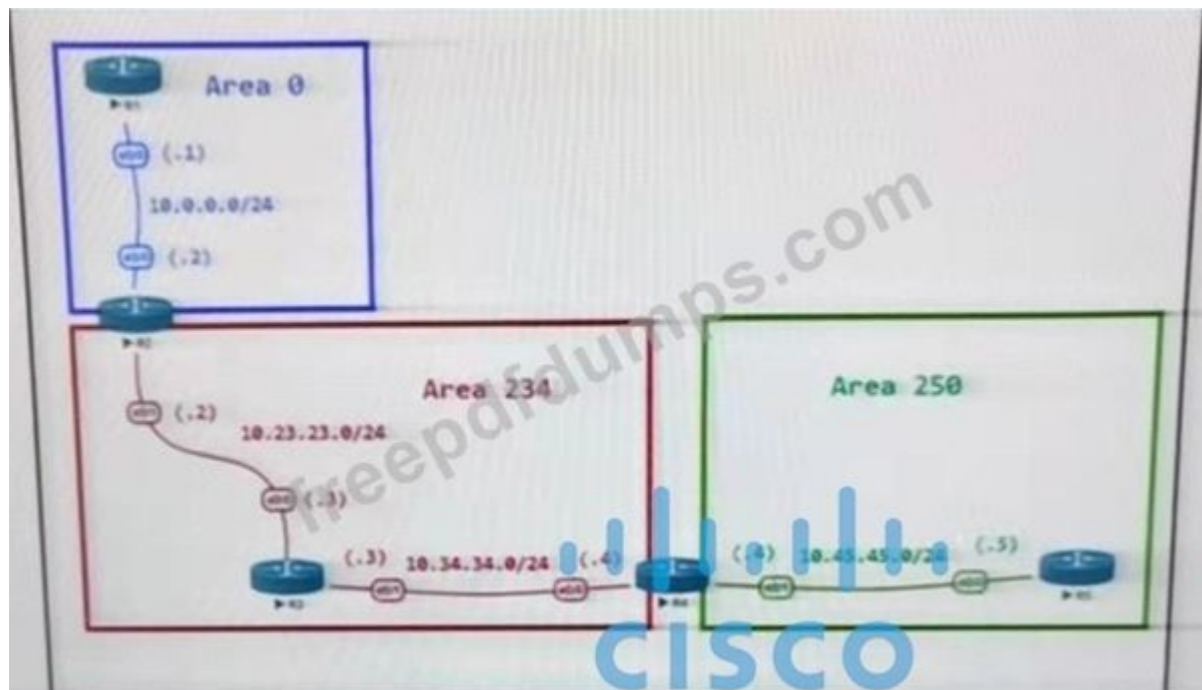 Area 0
(.1)
10.0.0.0/24
(.2)
Area 234
(.2)
10.23.23.0/24
(.3)
(.3)
10.34.34.0/24
(.4)
Area 250
(.4)
10.45.45.0/24
(.5)
freepdfdumps.com
CISCO